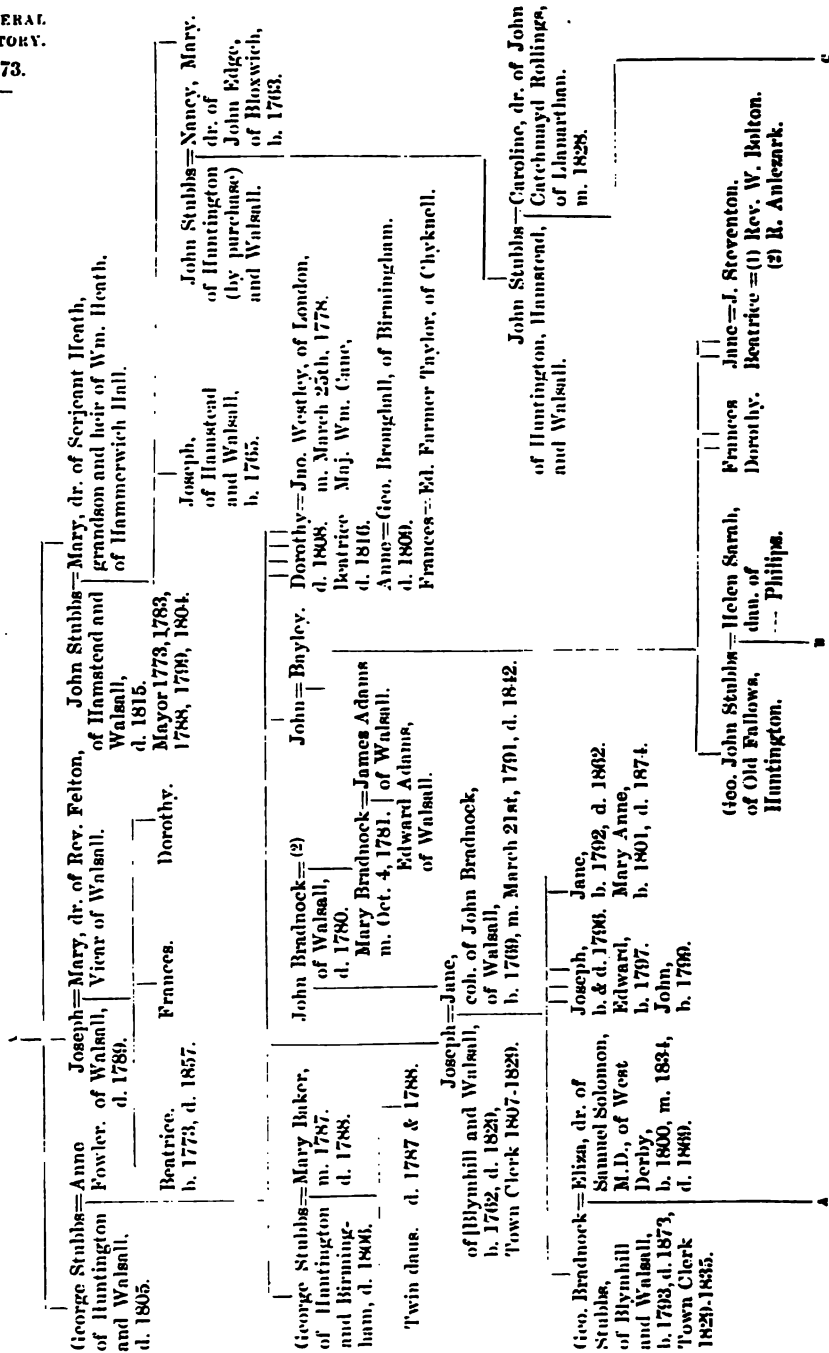 ERAL
TORY.
73.
George Stubbs=Anne
of Huntington Fowler.
and Walsall.
d. 1805.
Joseph=Mary, dr. of Rev. Felton,
of Walsall, Vicar of Walsall.
d. 1789.
John Stubbs=Mary, dr. of Serjeant Heath,
of Hamstend and grandson and heir of Wm. Heath.
Walsall, of Hammerwich Hall.
d. 1815.
Mayor 1773, 1783,
1788, 1799, 1804.
Beatrice.
b. 1773, d. 1857.
Frances.
Dorothy.
Joseph,
of Hamstend
and Walsall,
b. 1765.
John Stubbs=Nancy,
of Huntington dr. of
(by purchase) John Edge,
and Walsall. of Bloxwich,
b. 1763.
Mary.
George Stubbs=Mary Baker,
of Huntington m. 1787.
and Birming- d. 1788.
ham, d. 1806.
Twin daus. d. 1787 & 1788.
John Bradnock=(2)
of Walsall,
d. 1780.
Mary Bradnock=James Adams
m. Oct. 4, 1781. of Walsall.
Edward Adams,
of Walsall.
John=Bayley.
Dorothy=Jno. Westley, of London,
d. 1808. m. March 25th, 1778.
Beatrice Maj. Wm. Cane,
d. 1816.
Anne=Geo. Broughall, of Birmingham.
d. 1809.
Frances=Ed. Farmer Taylor, of Chyknell.
Joseph=Jane,
of Blymhill and Walsall, coh. of John Bradnock,
b. 1762, d. 1829, of Walsall,
Town Clerk 1807-1829. b. 1769, m. March 21st, 1791, d. 1842.
John Stubbs=Caroline, dr. of John
of Huntington, Hamstend, Catchmayd Rollings,
and Walsall. of Llanarthan.
m. 1828.
Geo. Bradnock=Eliza, dr. of
Stubbs, Samuel Solomon,
of Blymhill M.D., of West
and Walsall, Derby,
b. 1793, d. 1873, b. 1800, m. 1834,
Town Clerk d. 1869.
1829-1835.
Joseph,
b. & d. 1796.
Edward,
b. 1797.
John,
b. 1799.
Jane,
b. 1792, d. 1862.
Mary Anne,
b. 1801, d. 1874.
Geo. John Stubbs=Helen Sarah,
of Old Fallows, dau. of
Huntington. --- Philips.
Frances
Dorothy.
Jane=J. Steventon.
Beatrice=(1) Rev. W. Bolton.
(2) R. Anlezark.
A
B
C